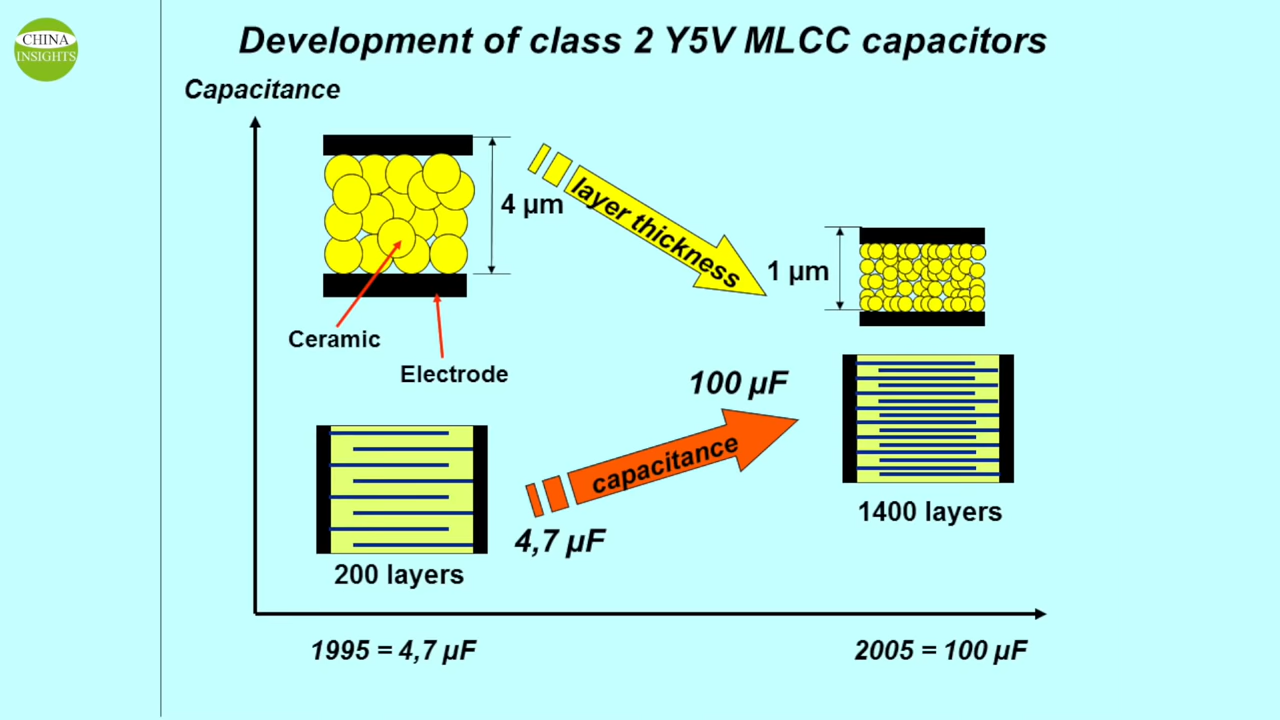 CHINA
INSIGHTS
Development of class 2 Y5V MLCC capacitors
Capacitance
4 µm
layer thickness
1 µm
Ceramic
Electrode
100 µF
capacitance
4,7 µF
200 layers
1400 layers
1995 = 4,7 µF
2005 = 100 µF